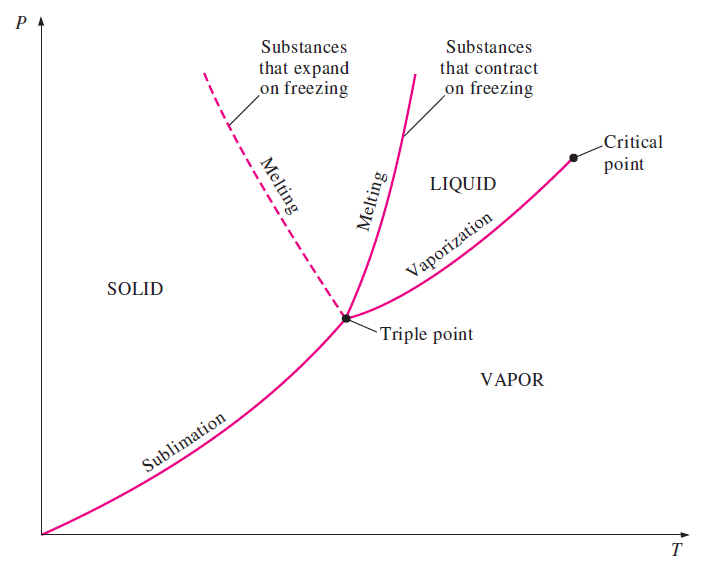 P
Substances
that expand
on freezing
Substances
that contract
on freezing
Critical
point
Melting
Melting
LIQUID
Vaporization
SOLID
Triple point
VAPOR
Sublimation
T